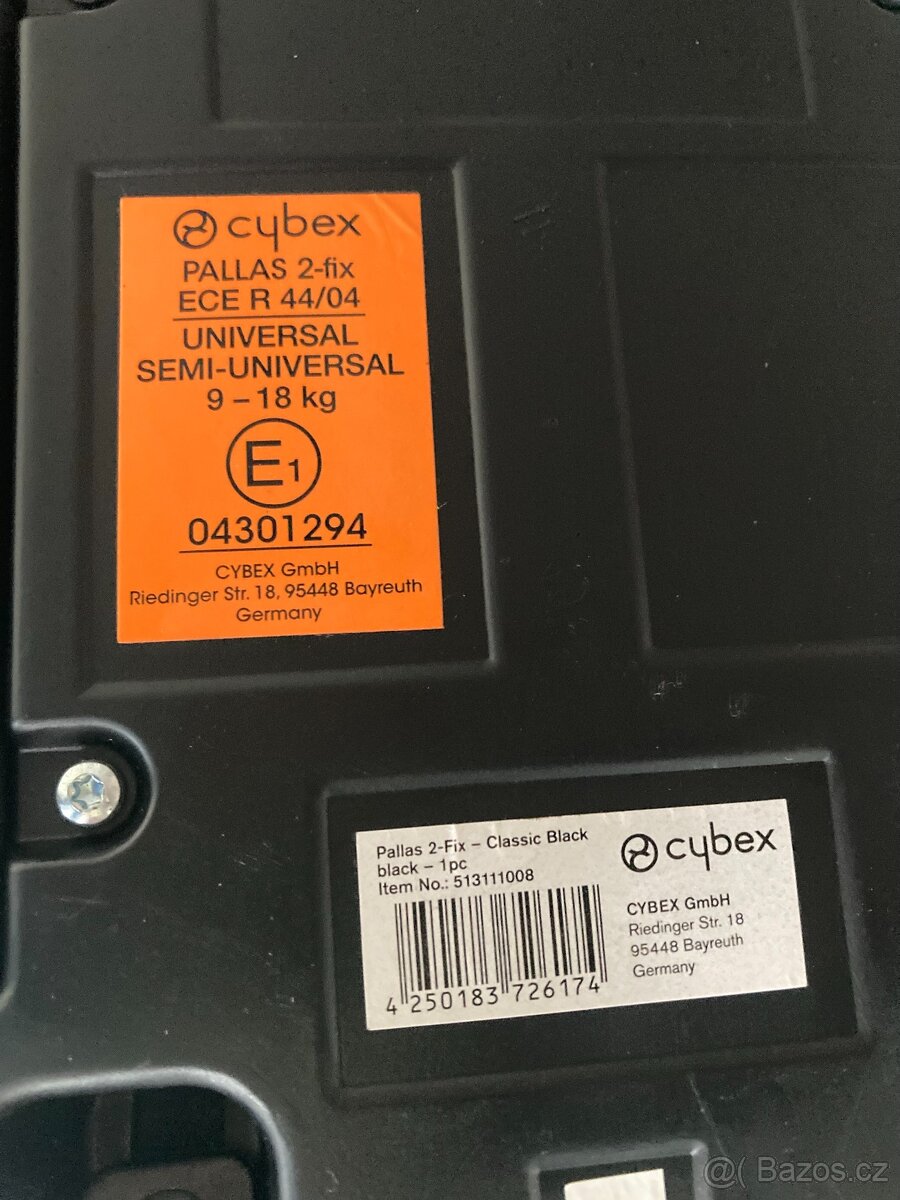 cybex
PALLAS 2-fix
ECE R 44/04
UNIVERSAL
SEMI-UNIVERSAL
9 – 18 kg
E1
04301294
CYBEX GmbH
Riedinger Str. 18, 95448 Bayreuth
Germany
Pallas 2-Fix – Classic Black
black – 1pc
Item No.: 513111008
4 250183 726174
cybex
CYBEX GmbH
Riedinger Str. 18
95448 Bayreuth
Germany
@( Bazos.cz